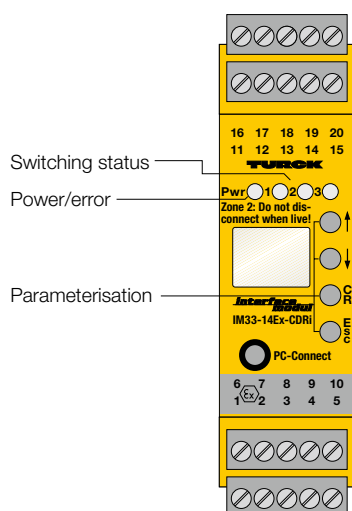 16 17 18 19 20
11 12 13 14 15
TURCK
Switching status
Pwr 1 2 3
Power/error
Zone 2: Do not dis-
connect when live!
Parameterisation
C
R
Interface
modul
IM33-14Ex-CDRi
E
s
c
PC-Connect
6 7 8 9 10
Ex
1 2 3 4 5